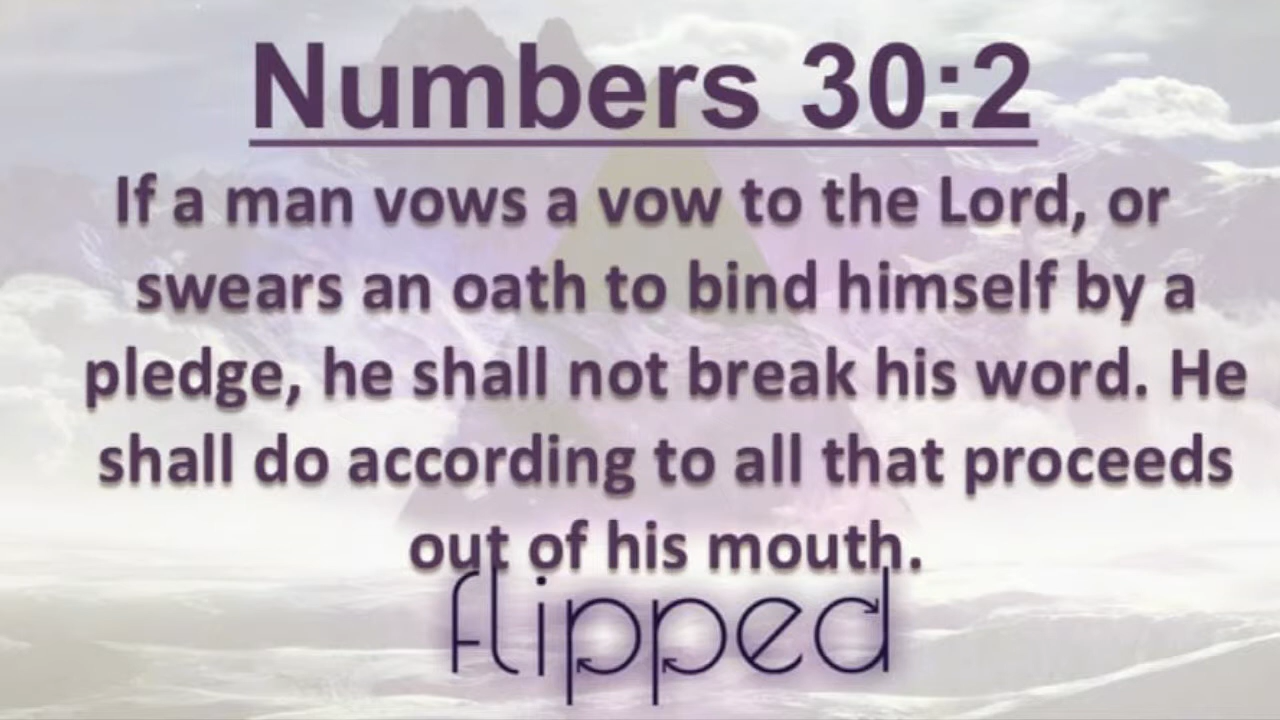 Numbers 30:2
If a man vows a vow to the Lord, or
swears an oath to bind himself by a
pledge, he shall not break his word. He
shall do according to all that proceeds
out of his mouth.
flipped